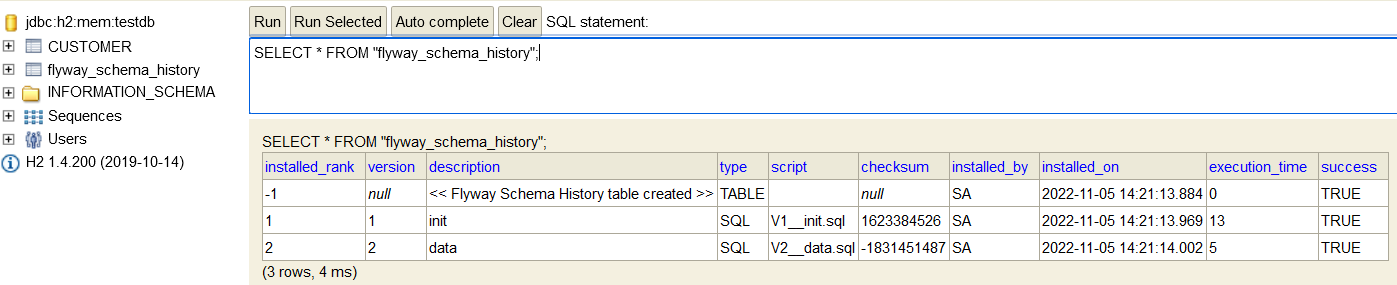 jdbc:h2:mem:testdb
CUSTOMER
flyway_schema_history
INFORMATION_SCHEMA
Sequences
Users
H2 1.4.200 (2019-10-14)
Run Run Selected Auto complete Clear SQL statement:
SELECT * FROM "flyway_schema_history";
SELECT * FROM "flyway_schema_history";
installed_rank version description type script checksum installed_by installed_on execution_time success
-1 null << Flyway Schema History table created >> TABLE null SA 2022-11-05 14:21:13.884 0 TRUE
1 1 init SQL V1__init.sql 1623384526 SA 2022-11-05 14:21:13.969 13 TRUE
2 2 data SQL V2__data.sql -1831451487 SA 2022-11-05 14:21:14.002 5 TRUE
(3 rows, 4 ms)